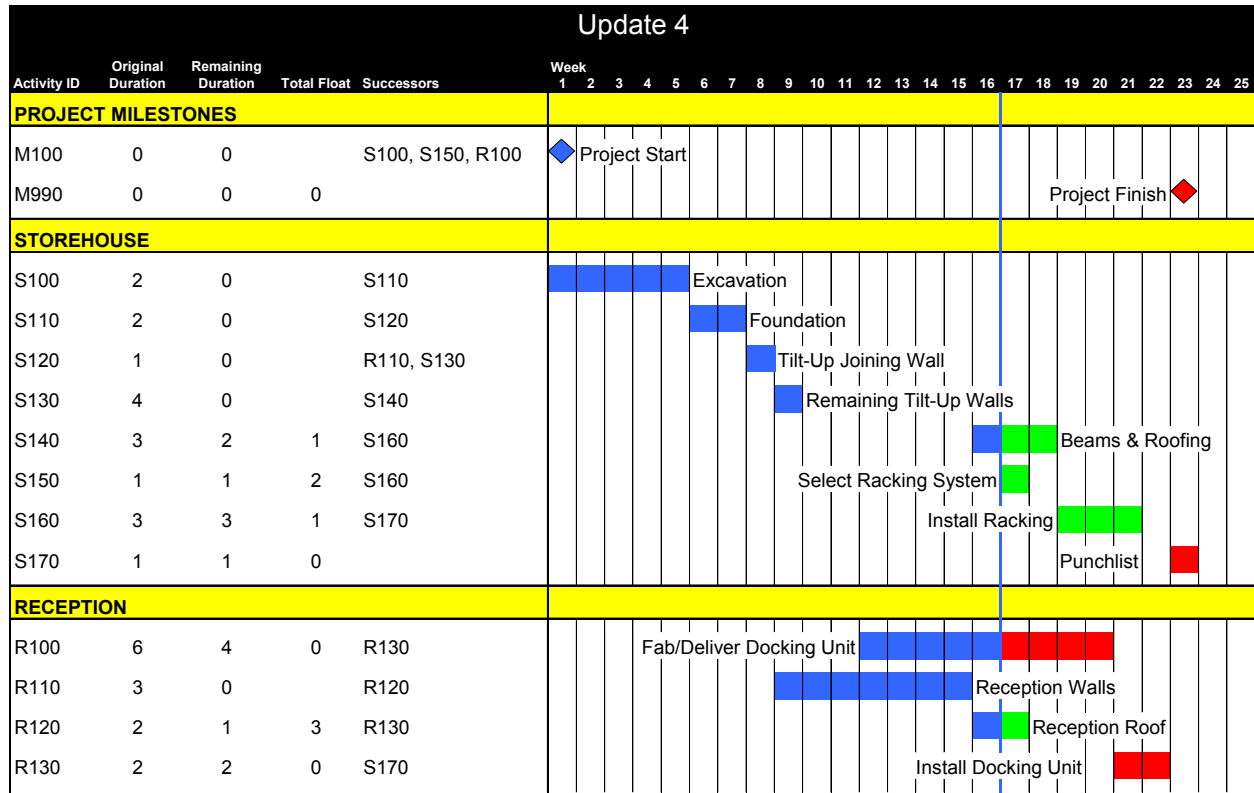 Update 4
Activity ID Original Duration Remaining Duration Total Float Successors Week
1 2 3 4 5 6 7 8 9 10 11 12 13 14 15 16 17 18 19 20 21 22 23 24 25
PROJECT MILESTONES
M100 0 0 S100, S150, R100 Project Start
M990 0 0 0 Project Finish
STOREHOUSE
S100 2 0 S110 Excavation
S110 2 0 S120 Foundation
S120 1 0 R110, S130 Tilt-Up Joining Wall
S130 4 0 S140 Remaining Tilt-Up Walls
S140 3 2 1 S160 Beams & Roofing
S150 1 1 2 S160 Select Racking System
S160 3 3 1 S170 Install Racking
S170 1 1 0 Punchlist
RECEPTION
R100 6 4 0 R130 Fab/Deliver Docking Unit
R110 3 0 R120 Reception Walls
R120 2 1 3 R130 Reception Roof
R130 2 2 0 S170 Install Docking Unit